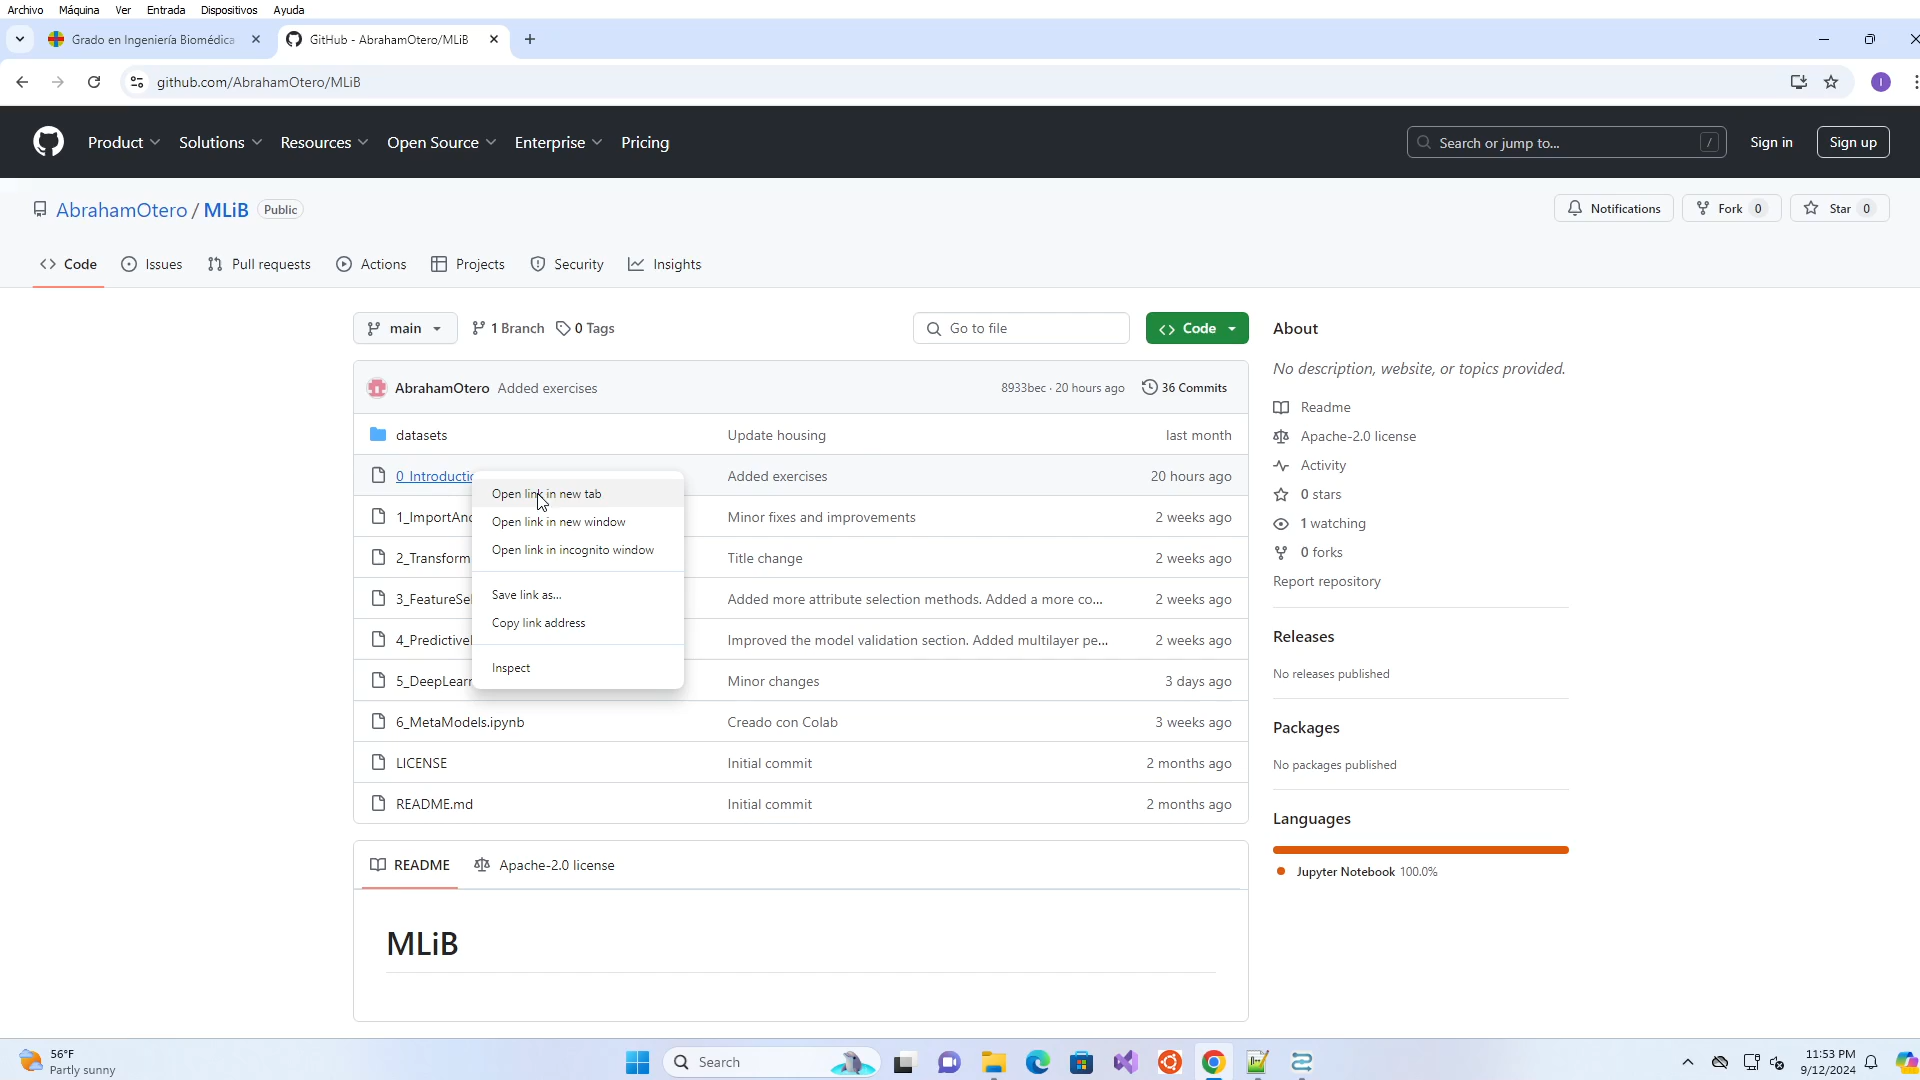 Archivo Máquina Ver Entrada Dispositivos Ayuda
Grado en Ingeniería Biomédica
GitHub - AbrahamOtero/MLiB
github.com/AbrahamOtero/MLiB
I
Product Solutions Resources Open Source Enterprise Pricing
Search or jump to... /
Sign in
Sign up
AbrahamOtero / MLiB Public
Notifications Fork 0 Star 0
Code Issues Pull requests Actions Projects Security Insights
main 1 Branch 0 Tags
Go to file
Code
AbrahamOtero Added exercises 8933bec · 20 hours ago 36 Commits
datasets Update housing last month
0_Introductio Added exercises 20 hours ago
1_ImportAn Minor fixes and improvements 2 weeks ago
2_Transform Title change 2 weeks ago
3_FeatureSel Added more attribute selection methods. Added a more co... 2 weeks ago
4_Predictive Improved the model validation section. Added multilayer pe... 2 weeks ago
5_DeepLearn Minor changes 3 days ago
6_MetaModels.ipynb Creado con Colab 3 weeks ago
LICENSE Initial commit 2 months ago
README.md Initial commit 2 months ago
Open link in new tab
Open link in new window
Open link in incognito window
Save link as...
Copy link address
Inspect
README Apache-2.0 license
MLiB
About
No description, website, or topics provided.
Readme
Apache-2.0 license
Activity
0 stars
1 watching
0 forks
Report repository
Releases
No releases published
Packages
No packages published
Languages
Jupyter Notebook 100.0%
56°F
Partly sunny
Search
11:53 PM
9/12/2024